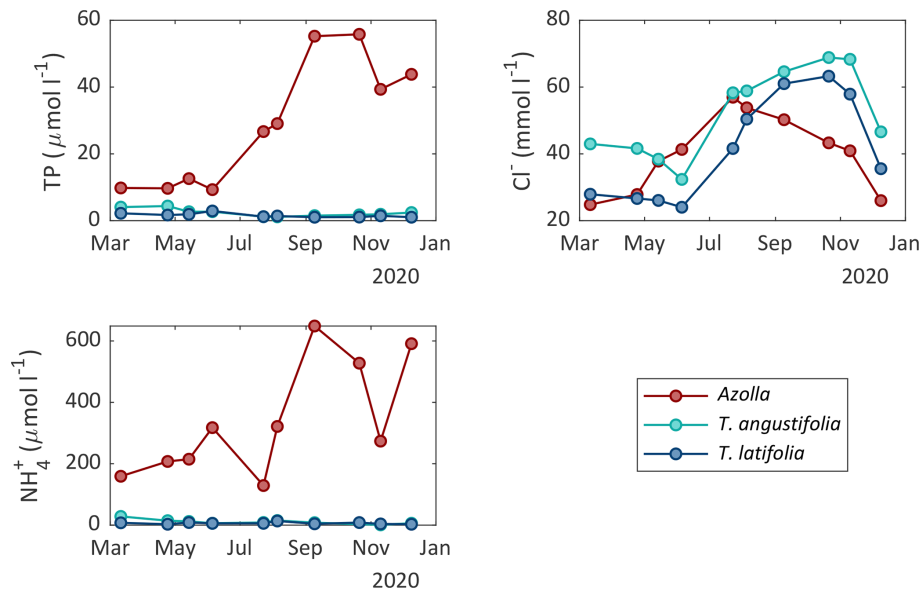 TP (μmol l⁻¹)
60
40
20
0
Mar May Jul Sep Nov Jan
2020
Cl⁻ (mmol l⁻¹)
80
60
40
20
Mar May Jul Sep Nov Jan
2020
NH₄⁺ (μmol l⁻¹)
600
400
200
0
Mar May Jul Sep Nov Jan
2020
Azolla
T. angustifolia
T. latifolia